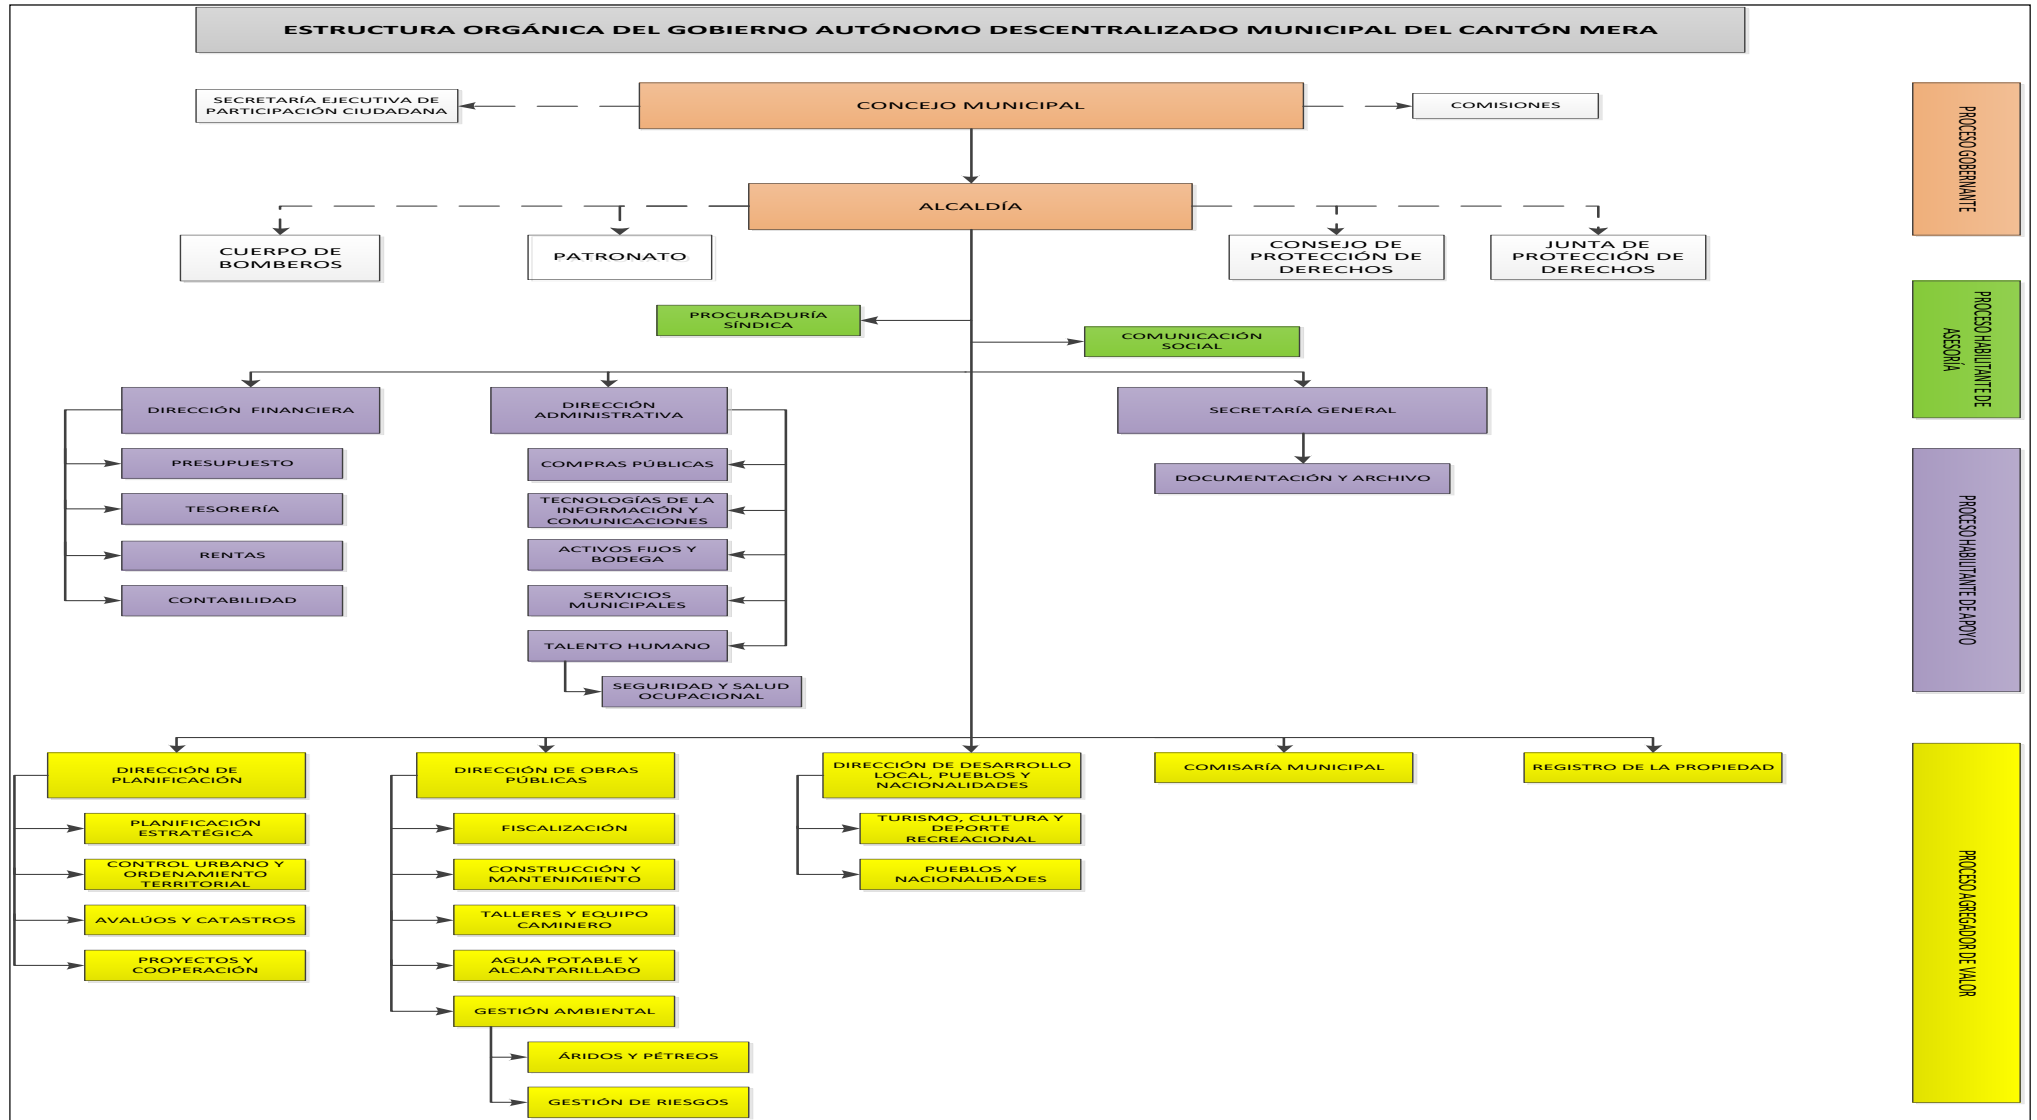 ESTRUCTURA ORGÁNICA DEL GOBIERNO AUTÓNOMO DESCENTRALIZADO MUNICIPAL DEL CANTÓN MERA
SECRETARÍA EJECUTIVA DE
PARTICIPACIÓN CIUDADANA
CONCEJO MUNICIPAL
COMISIONES
PROCESO GOBERNANTE
ALCALDÍA
CUERPO DE
BOMBEROS
PATRONATO
CONSEJO DE
PROTECCIÓN DE
DERECHOS
JUNTA DE
PROTECCIÓN DE
DERECHOS
PROCURADURÍA
SÍNDICA
COMUNICACIÓN
SOCIAL
PROCESO HABILITANTE DE
ASESORÍA
DIRECCIÓN FINANCIERA
PRESUPUESTO
TESORERÍA
RENTAS
CONTABILIDAD
DIRECCIÓN
ADMINISTRATIVA
COMPRAS PÚBLICAS
TECNOLOGÍAS DE LA
INFORMACIÓN Y
COMUNICACIONES
ACTIVOS FIJOS Y
BODEGA
SERVICIOS
MUNICIPALES
TALENTO HUMANO
SEGURIDAD Y SALUD
OCUPACIONAL
SECRETARÍA GENERAL
DOCUMENTACIÓN Y ARCHIVO
PROCESO HABILITANTE DE APOYO
DIRECCIÓN DE
PLANIFICACIÓN
PLANIFICACIÓN
ESTRATÉGICA
CONTROL URBANO Y
ORDENAMIENTO
TERRITORIAL
AVALÚOS Y CATASTROS
PROYECTOS Y
COOPERACIÓN
DIRECCIÓN DE OBRAS
PÚBLICAS
FISCALIZACIÓN
CONSTRUCCIÓN Y
MANTENIMIENTO
TALLERES Y EQUIPO
CAMINERO
AGUA POTABLE Y
ALCANTARILLADO
GESTIÓN AMBIENTAL
ÁRIDOS Y PÉTREOS
GESTIÓN DE RIESGOS
DIRECCIÓN DE DESARROLLO
LOCAL, PUEBLOS Y
NACIONALIDADES
TURISMO, CULTURA Y
DEPORTE
RECREACIONAL
PUEBLOS Y
NACIONALIDADES
COMISARÍA MUNICIPAL
REGISTRO DE LA PROPIEDAD
PROCESO AGREGADOR DE VALOR